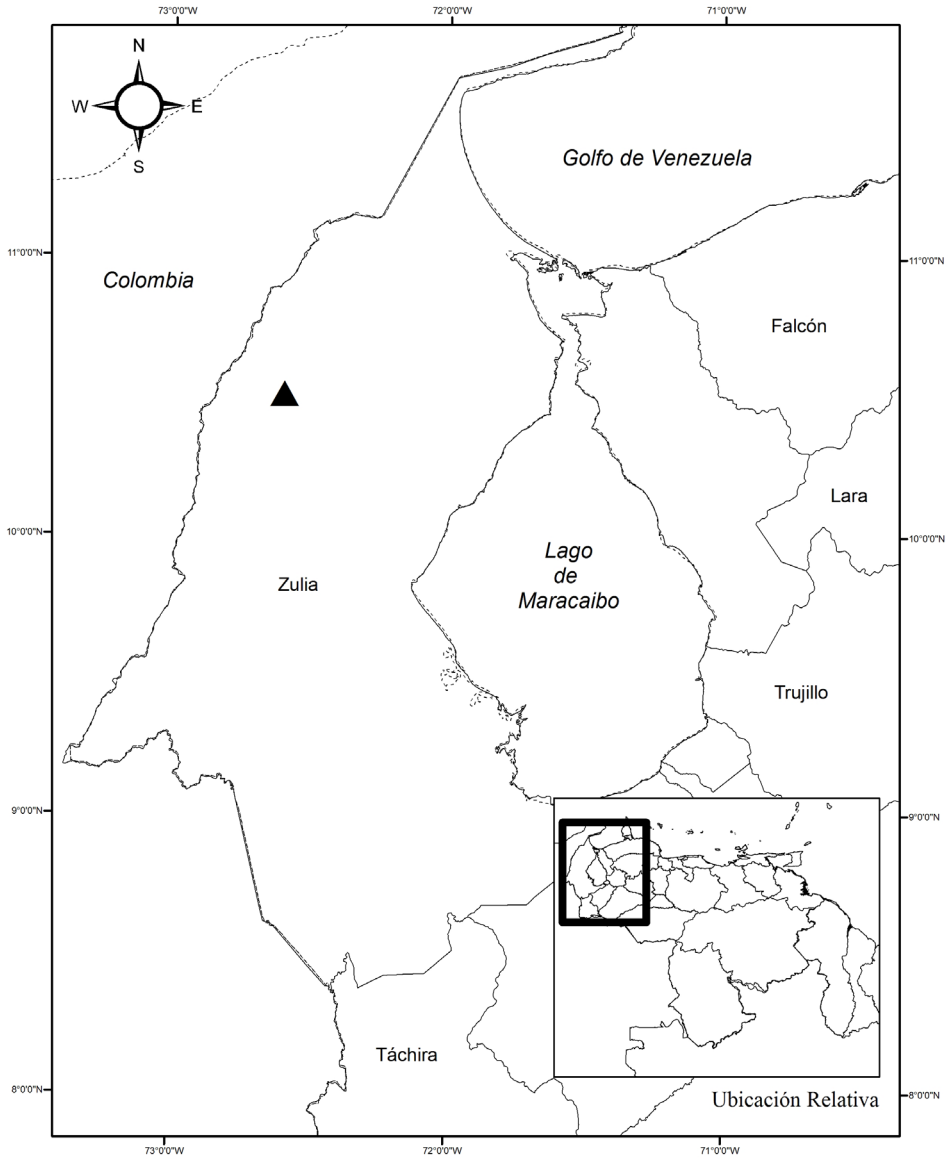 73°0'0"W
72°0'0"W
71°0'0"W
N
W
E
S
Golfo de Venezuela
11°0'0"N
11°0'0"N
Colombia
Falcón
Lara
10°0'0"N
10°0'0"N
Lago
de
Maracaibo
Zulia
Trujillo
9°0'0"N
9°0'0"N
Táchira
8°0'0"N
8°0'0"N
Ubicación Relativa
73°0'0"W
72°0'0"W
71°0'0"W